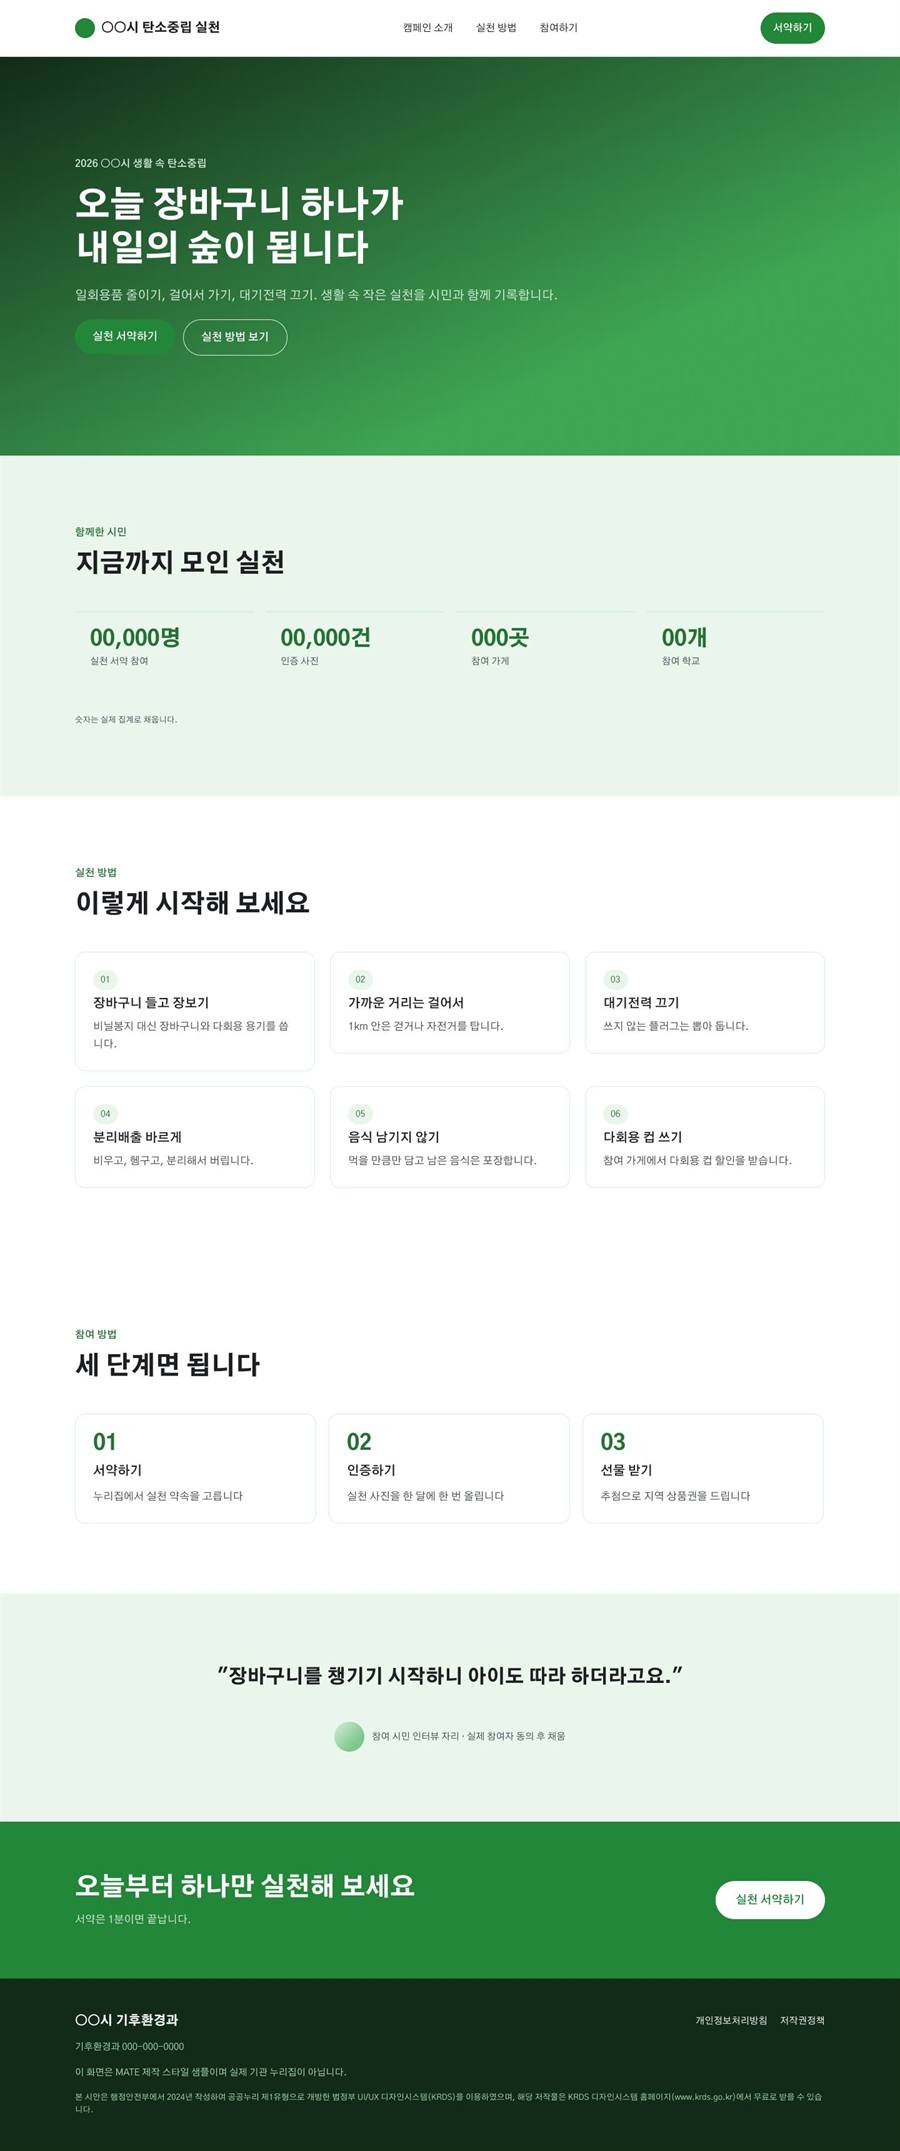 ○○시 탄소중립 실천
캠페인 소개 실천 방법 참여하기
서약하기
2026 ○○시 생활 속 탄소중립
오늘 장바구니 하나가
내일의 숲이 됩니다
일회용품 줄이기, 걸어서 가기, 대기전력 끄기. 생활 속 작은 실천을 시민과 함께 기록합니다.
실천 서약하기 실천 방법 보기
함께한 시민
지금까지 모인 실천
00,000명
실천 서약 참여
00,000건
인증 사진
000곳
참여 가게
00개
참여 학교
숫자는 실제 집계로 채웁니다.
실천 방법
이렇게 시작해 보세요
01
장바구니 들고 장보기
비닐봉지 대신 장바구니와 다회용 용기를 씁
니다.
02
가까운 거리는 걸어서
1km 안은 걷거나 자전거를 탑니다.
03
대기전력 끄기
쓰지 않는 플러그는 뽑아 둡니다.
04
분리배출 바르게
비우고, 헹구고, 분리해서 버립니다.
05
음식 남기지 않기
먹을 만큼만 담고 남은 음식은 포장합니다.
06
다회용 컵 쓰기
참여 가게에서 다회용 컵 할인을 받습니다.
참여 방법
세 단계면 됩니다
01
서약하기
누리집에서 실천 약속을 고릅니다
02
인증하기
실천 사진을 한 달에 한 번 올립니다
03
선물 받기
추첨으로 지역 상품권을 드립니다
"장바구니를 챙기기 시작하니 아이도 따라 하더라고요."
참여 시민 인터뷰 자리 · 실제 참여자 동의 후 채움
오늘부터 하나만 실천해 보세요
서약은 1분이면 끝납니다.
실천 서약하기
○○시 기후환경과
개인정보처리방침 저작권정책
기후환경과 000-000-0000
이 화면은 MATE 제작 스타일 샘플이며 실제 기관 누리집이 아닙니다.
본 시안은 행정안전부에서 2024년 작성하여 공공누리 제1유형으로 개방한 범정부 UI/UX 디자인시스템(KRDS)을 이용하였으며, 해당 저작물은 KRDS 디자인시스템 홈페이지(www.krds.go.kr)에서 무료로 받을 수 있습
니다.